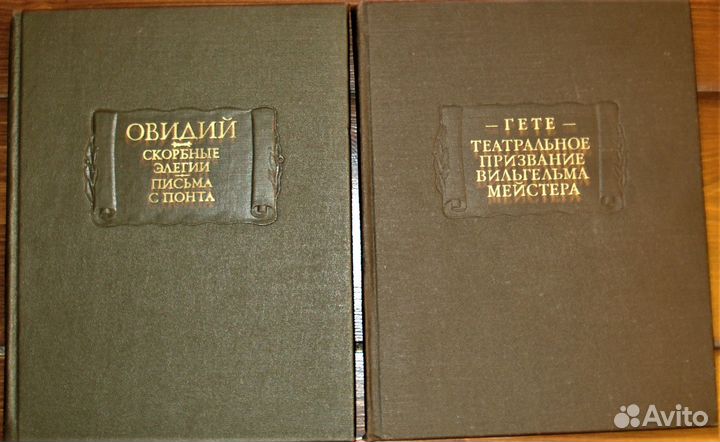 ОВИДИЙ
СКОРБНЫЕ
ЭЛЕГИИ
ПИСЬМА
С ПОНТА
— ГЕТЕ —
ТЕАТРАЛЬНОЕ
ПРИЗВАНИЕ
ВИЛЬГЕЛЬМА
МЕЙСТЕРА
Avito